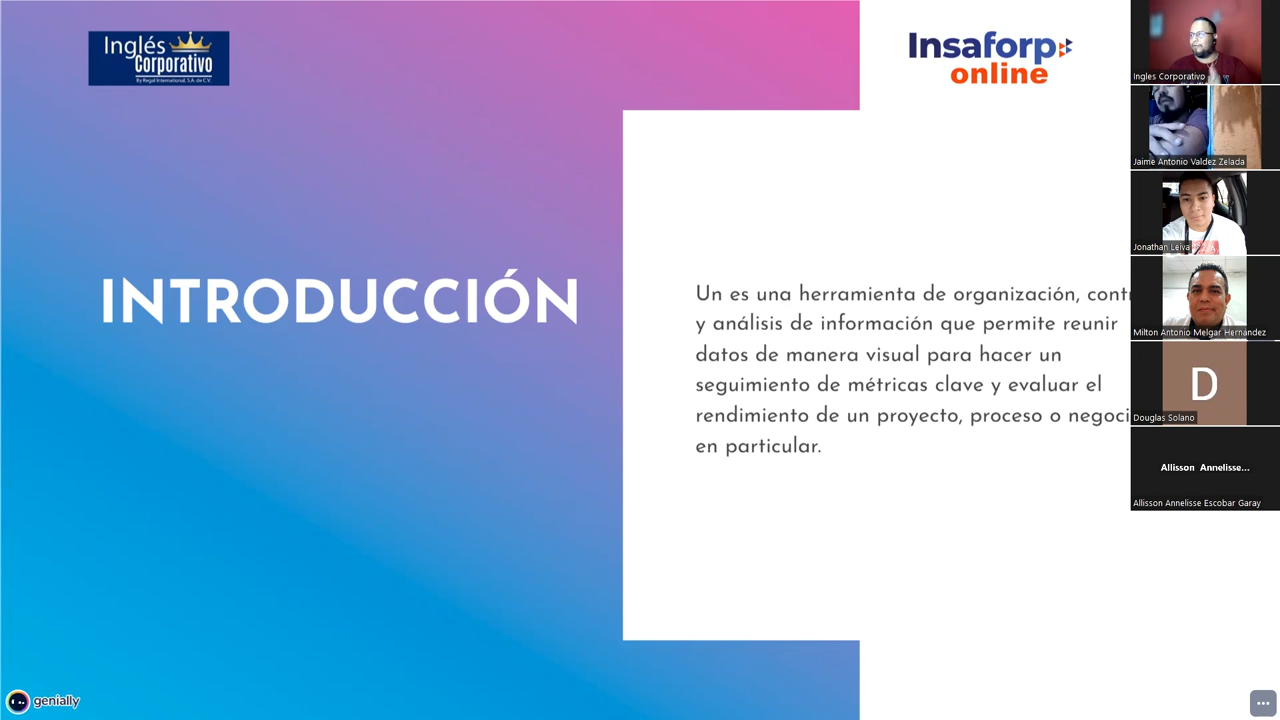 Inglés
Corporativo
By Regal International, S.A. de C.V.
Insaforp
online
INTRODUCCIÓN
Un es una herramienta de organización, cont
y análisis de información que permite reunir
datos de manera visual para hacer un
seguimiento de métricas clave y evaluar el
rendimiento de un proyecto, proceso o negoci
en particular.
Ingles Corporativo
Jaime Antonio Valdez Zelada
Jonathan Leiva
Milton Antonio Melgar Hernandez
D
Douglas Solano
Allisson Annelisse...
Allisson Annelisse Escobar Garay
genially